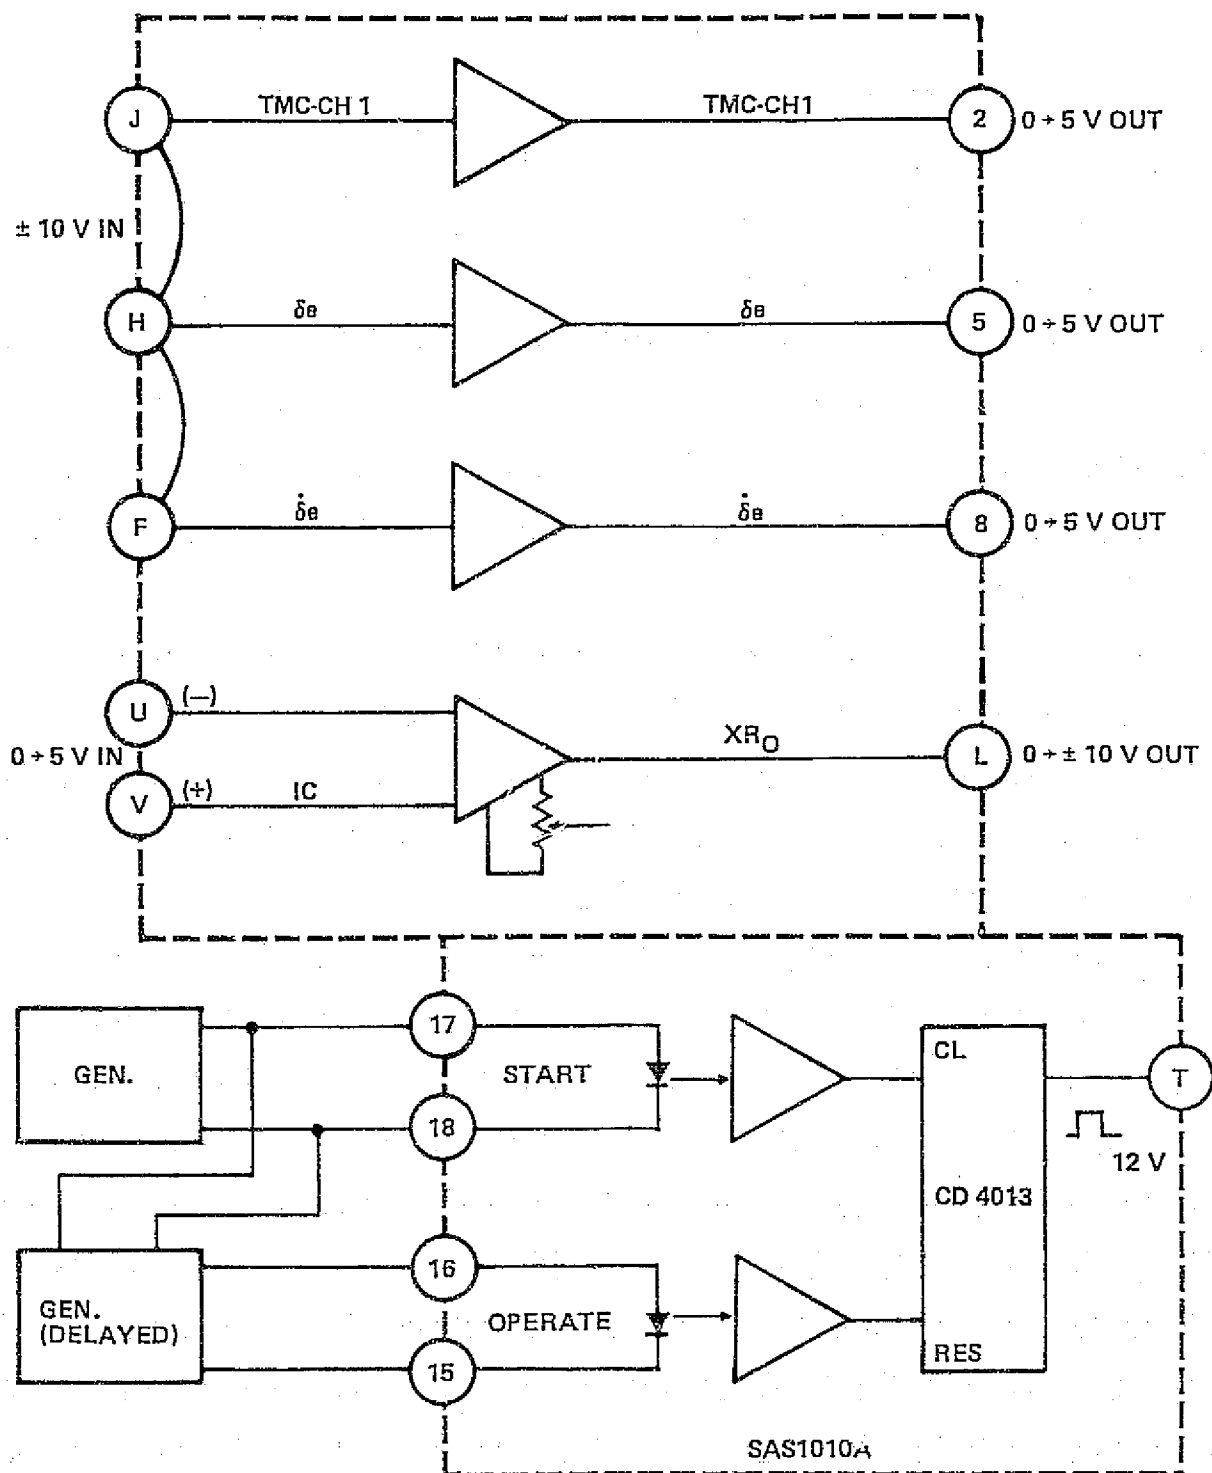 J
TMC-CH 1
TMC-CH1
2
0 → 5 V OUT
± 10 V IN
H
δe
δe
5
0 → 5 V OUT
F
δ̇e
δ̇e
8
0 → 5 V OUT
U
(—)
0 → 5 V IN
V
(+)
IC
XRO
L
0 → ± 10 V OUT
GEN.
17
START
18
CL
T
12 V
CD 4013
GEN.
(DELAYED)
16
OPERATE
15
RES
SAS1010A